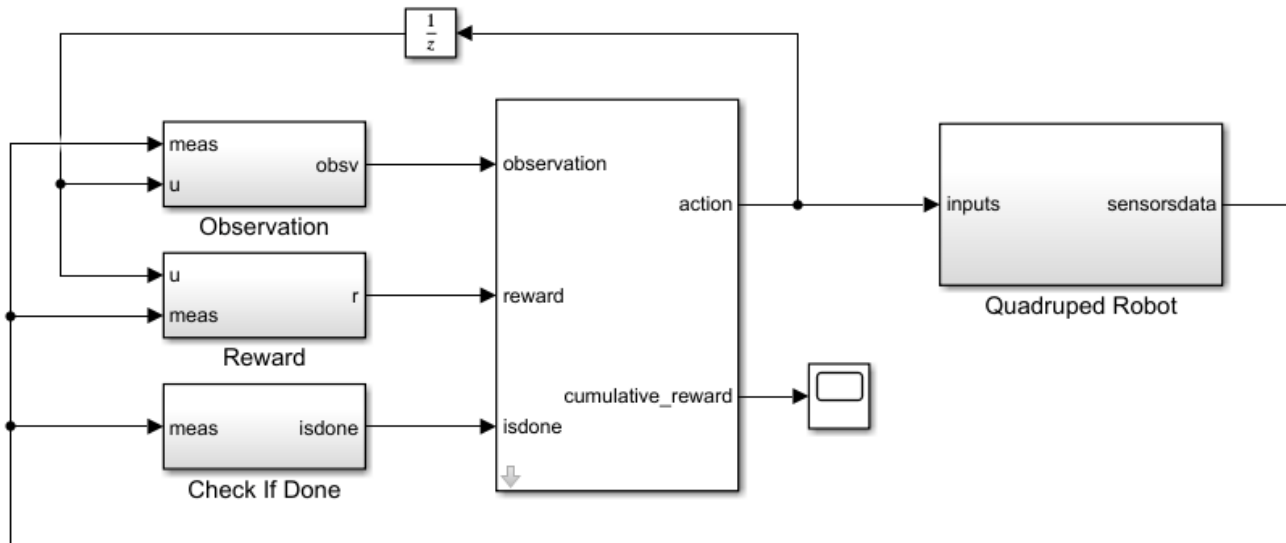 1
z
meas
obsv
u
Observation
u
r
meas
Reward
meas
isdone
Check If Done
observation
action
reward
cumulative_reward
isdone
inputs
sensorsdata
Quadruped Robot